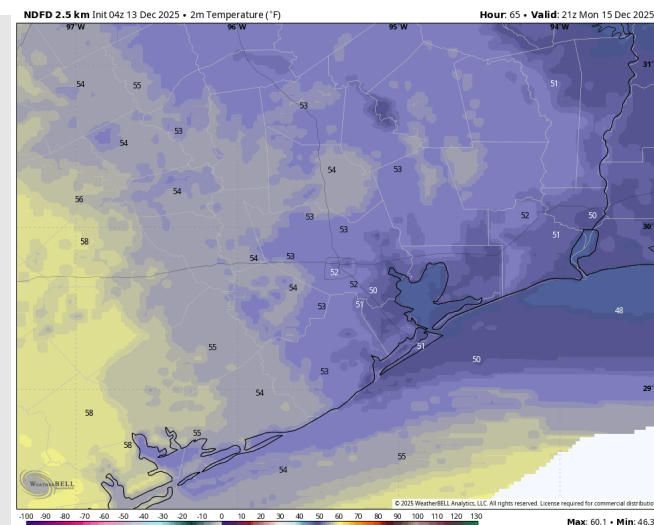 NDFD 2.5 km Init 04z 13 Dec 2025 • 2m Temperature (°F)
Hour: 65 • Valid: 21z Mon 15 Dec 2025
97°W 96°W 95°W 94°W
31°
54 55 53 51
54 53
54 54 53
56
53 52 50
58 53 51
54 53
52
54 52 50
53 51 48
55 51
53 50
54 29°
58
55
58
54 55
30°
WEATHERBELL
© 2025 WeatherBELL Analytics, LLC. All rights reserved. License required for commercial distributio
-100 -90 -80 -70 -60 -50 -40 -30 -20 -10 0 10 20 30 40 50 60 70 80 90 100 110 120 130
Max: 60.1 • Min: 46.3